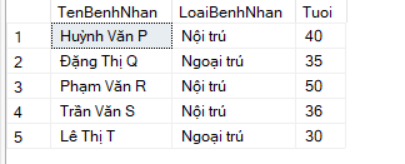 TenBenhNhan LoaiBenhNhan Tuoi
1 Huỳnh Văn P Nội trú 40
2 Đặng Thị Q Ngoại trú 35
3 Phạm Văn R Nội trú 50
4 Trần Văn S Nội trú 36
5 Lê Thị T Ngoại trú 30